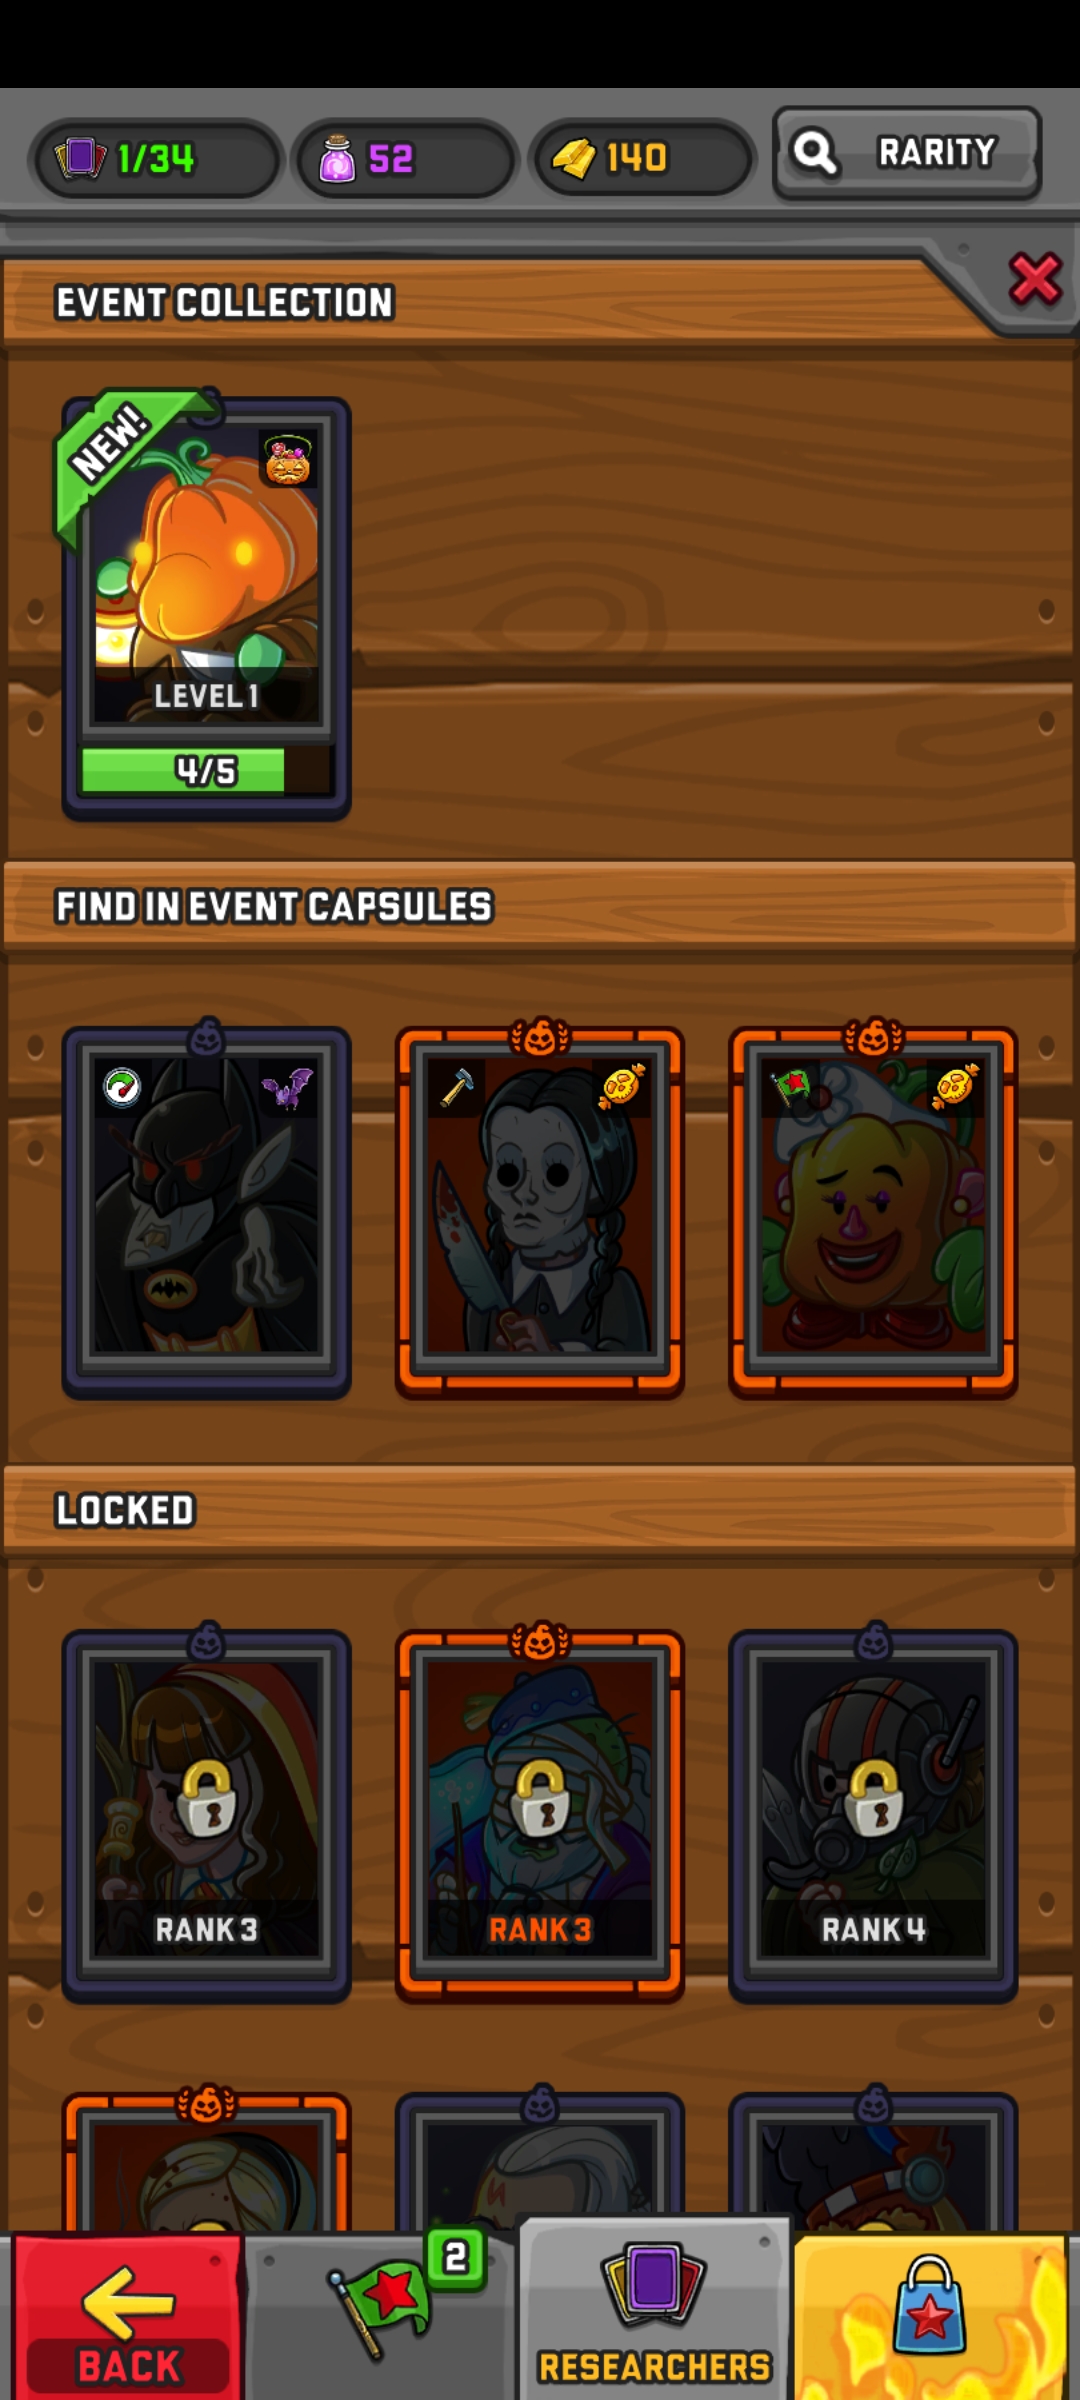 1/34
52
140
RARITY
EVENT COLLECTION
NEW!
LEVEL 1
4/5
FIND IN EVENT CAPSULES
LOCKED
RANK 3
RANK 3
RANK 4
2
BACK
RESEARCHERS